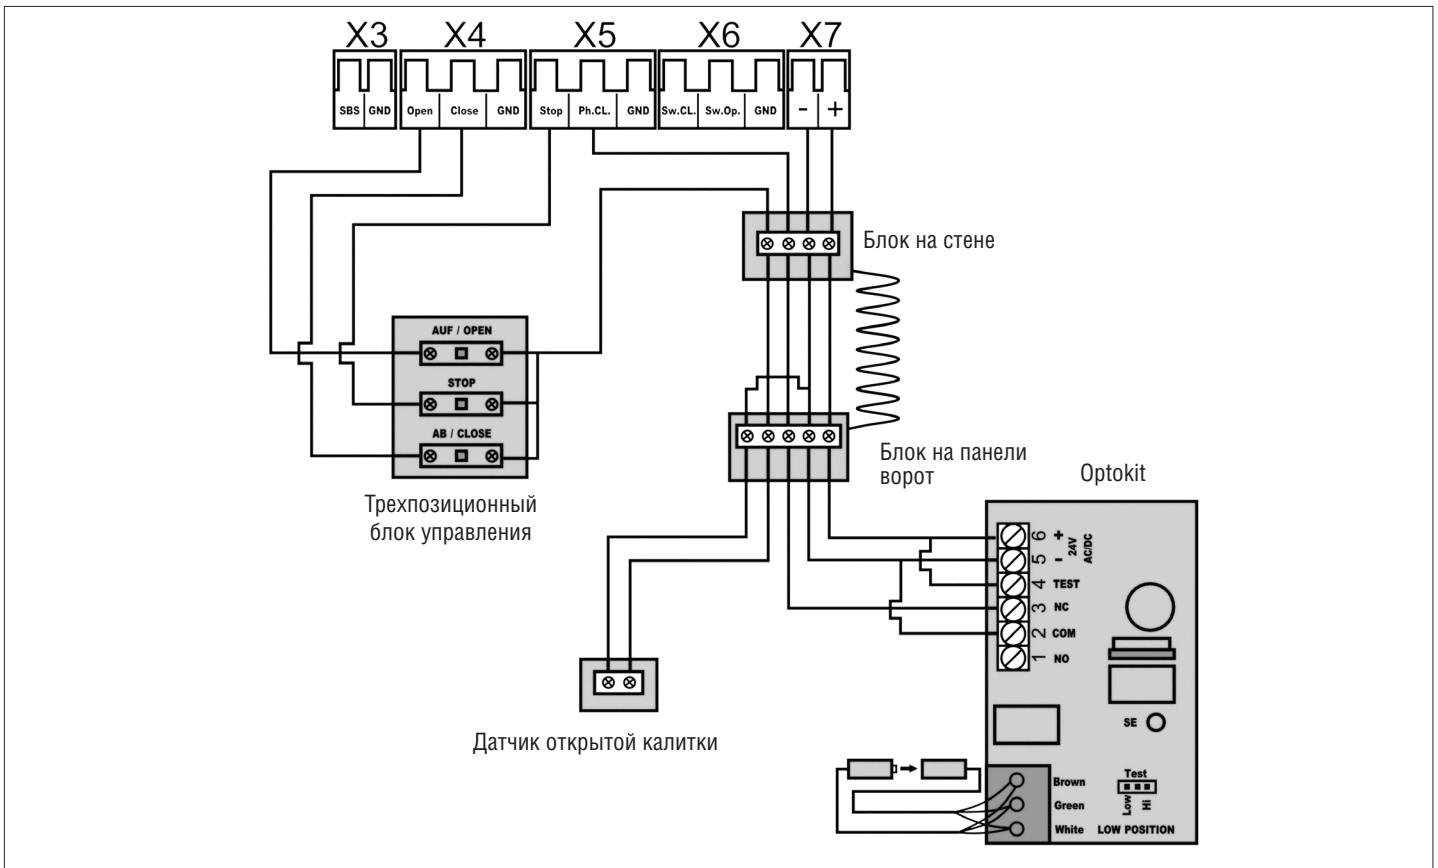 X3 X4 X5 X6 X7
SBS GND Open Close GND Stop Ph.CL. GND Sw.CL. Sw.Op. GND - +
Блок на стене
AUF / OPEN
STOP
AB / CLOSE
Трехпозиционный
блок управления
Блок на панели
ворот
Optokit
6 +
5 -
24V
AC/DC
4 TEST
3 NC
2 COM
1 NO
SE
Датчик открытой калитки
Brown
Green
White
Test
Low
Hi
LOW POSITION